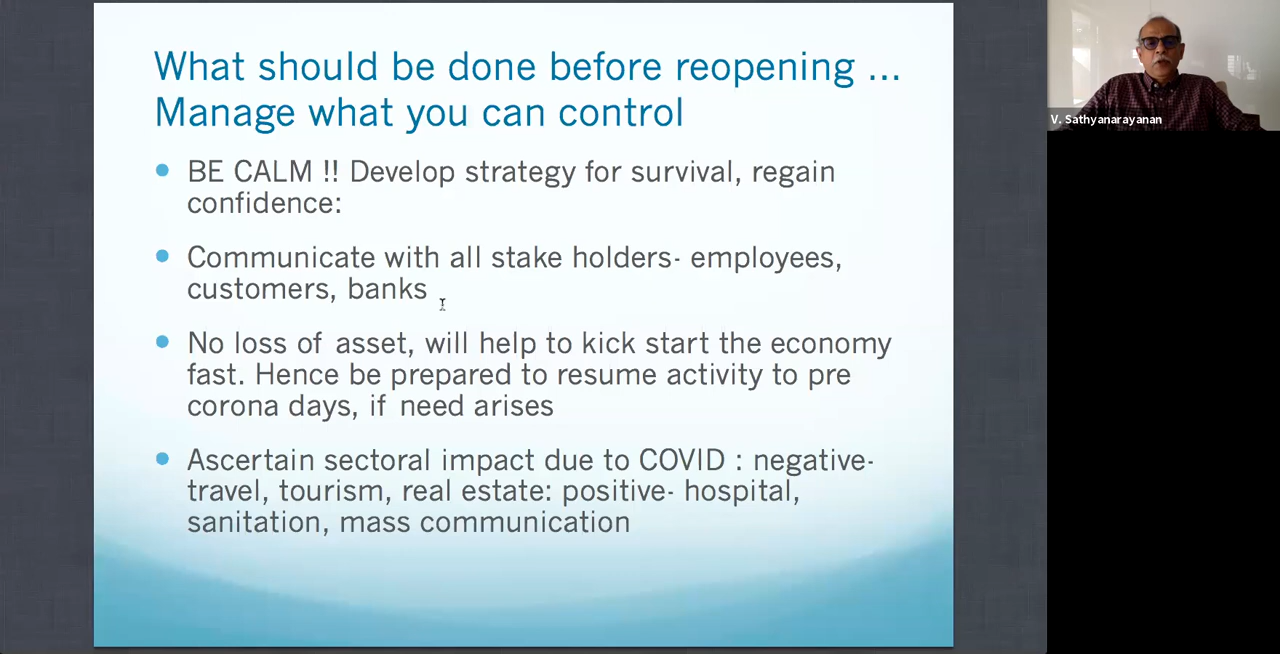 What should be done before reopening ...
Manage what you can control
BE CALM !! Develop strategy for survival, regain
confidence:
Communicate with all stake holders- employees,
customers, banks
No loss of asset, will help to kick start the economy
fast. Hence be prepared to resume activity to pre
corona days, if need arises
Ascertain sectoral impact due to COVID : negative-
travel, tourism, real estate: positive- hospital,
sanitation, mass communication
V. Sathyanarayanan